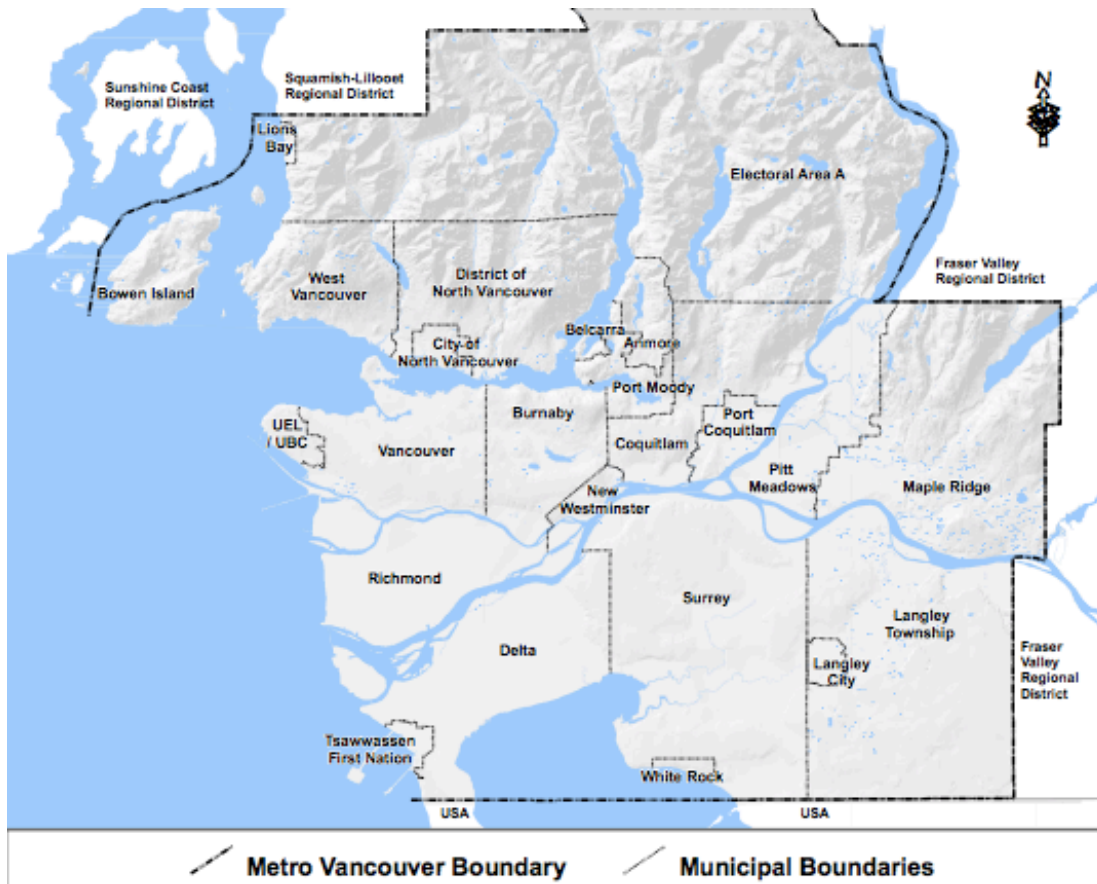 Sunshine Coast
Regional District
Squamish-Lillooet
Regional District
N
Lions
Bay
Electoral Area A
Fraser Valley
Regional District
Bowen Island
West
Vancouver
District of
North Vancouver
Belcarra
Anmore
City of
North Vancouver
Port Moody
UEL
/ UBC
Vancouver
Burnaby
Coquitlam
Port
Coquitlam
Pitt
Meadows
Maple Ridge
New
Westminster
Richmond
Surrey
Langley
Township
Delta
Langley
City
Fraser
Valley
Regional
District
Tsawwassen
First Nation
White Rock
USA
USA
Metro Vancouver Boundary
Municipal Boundaries